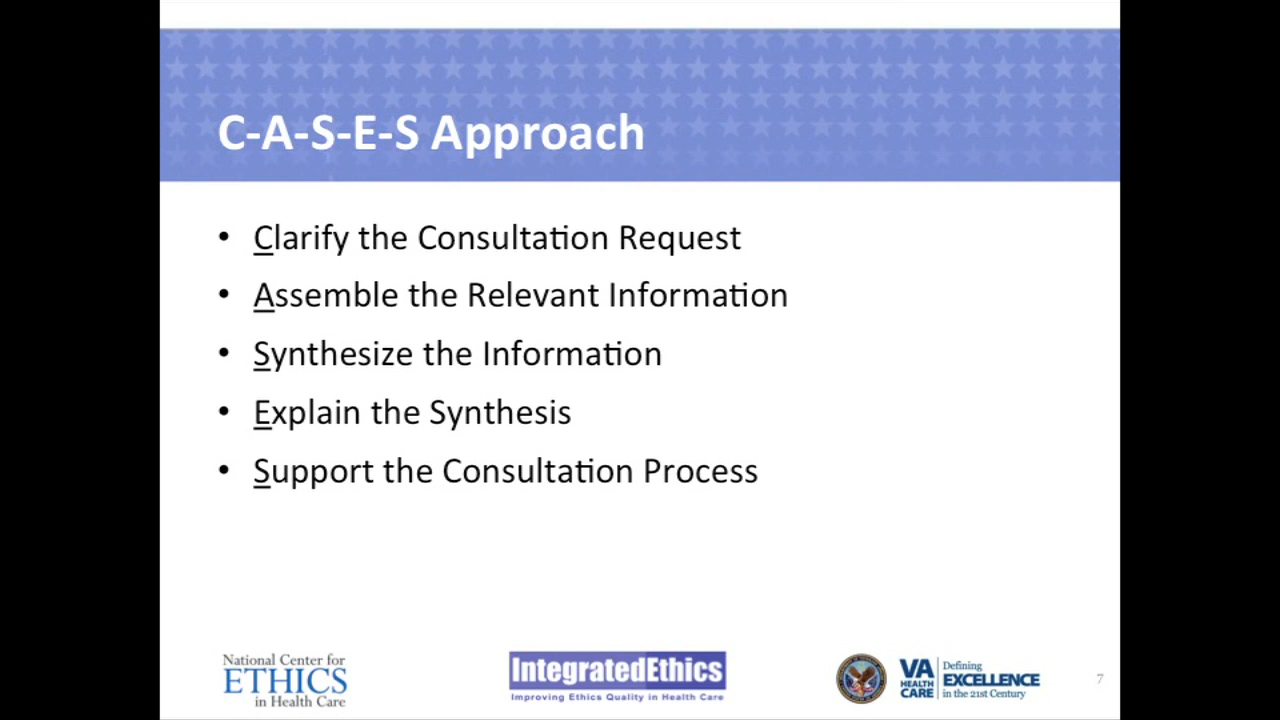 C-A-S-E-S Approach
• Clarify the Consultation Request
• Assemble the Relevant Information
• Synthesize the Information
• Explain the Synthesis
• Support the Consultation Process
National Center for
ETHICS
in Health Care
IntegratedEthics
Improving Ethics Quality in Health Care
VA
HEALTH
CARE
Defining
EXCELLENCE
in the 21st Century
7